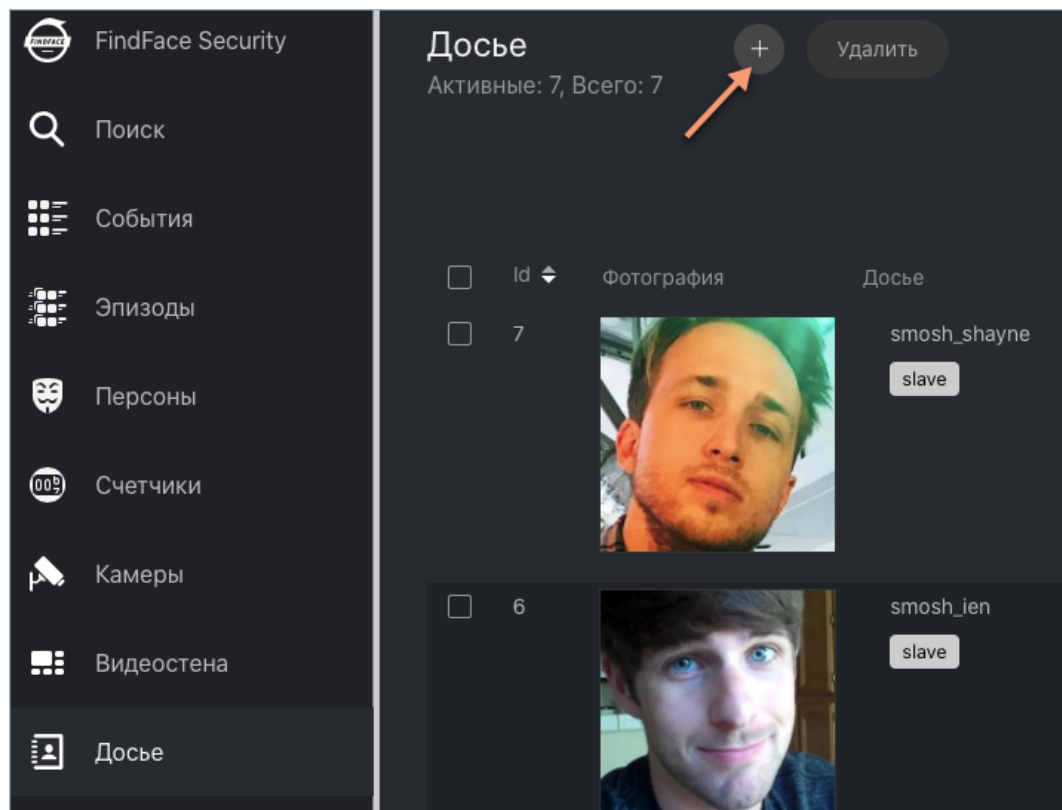 FINDFACE
FindFace Security
Поиск
События
Эпизоды
Персоны
Счетчики
Камеры
Видеостена
Досье
Досье
+
Удалить
Активные: 7, Всего: 7
Id
Фотография
Досье
7
smosh_shayne
slave
6
smosh_ien
slave